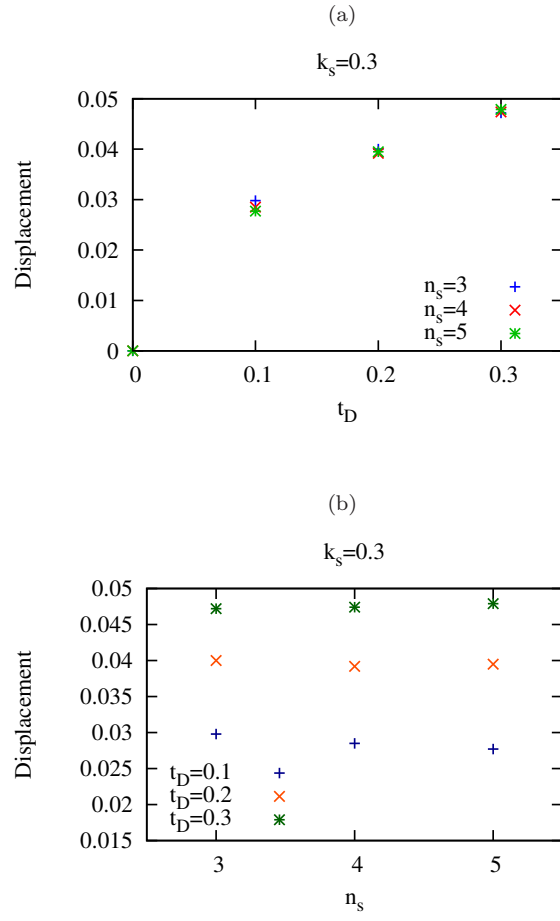 (a)
k_s=0.3
Displacement
0.05
0.04
0.03
0.02
0.01
0
n_s=3
n_s=4
n_s=5
0 0.1 0.2 0.3
t_D
(b)
k_s=0.3
Displacement
0.05
0.045
0.04
0.035
0.03
0.025
0.02
0.015
t_D=0.1
t_D=0.2
t_D=0.3
3 4 5
n_s